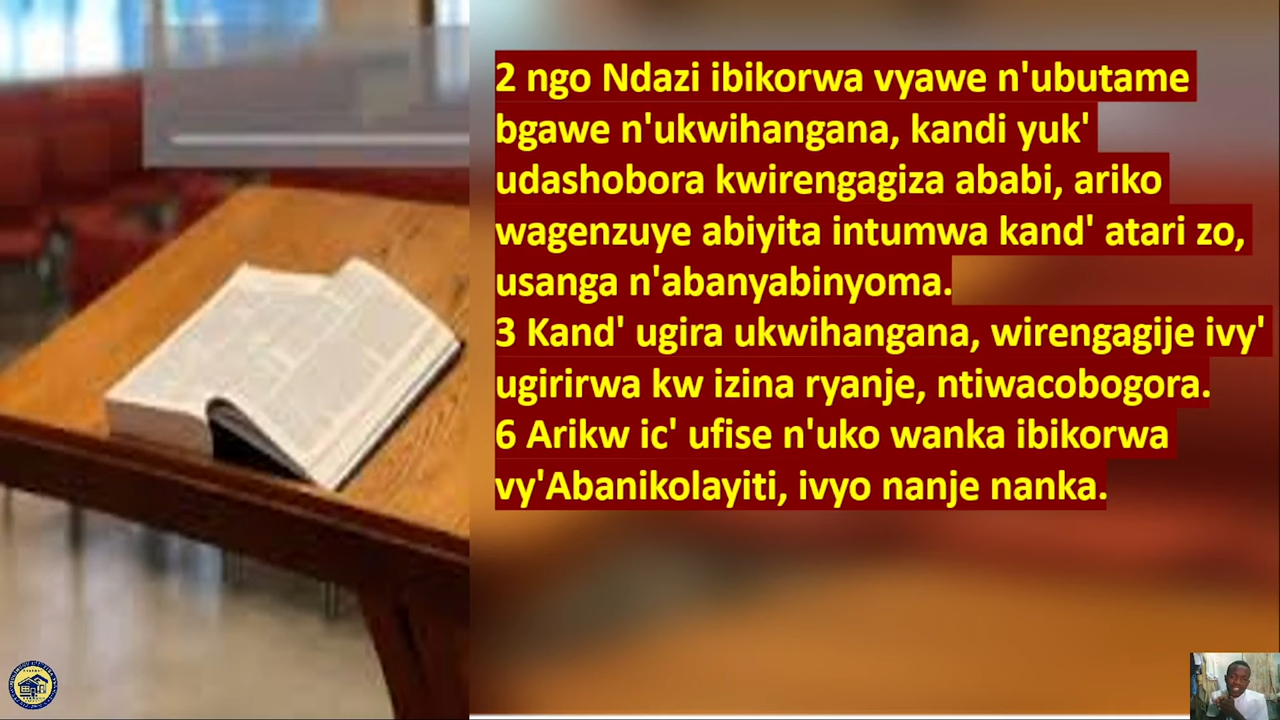 2 ngo Ndazi ibikorwa vyawe n'ubutame
bgawe n'ukwihangana, kandi yuk'
udashobora kwirengagiza ababi, ariko
wagenzuye abiyita intumwa kand' atari zo,
usanga n'abanyabinyoma.
3 Kand' ugira ukwihangana, wirengagije ivy'
ugirirwa kw izina ryanje, ntiwacobogora.
6 Arikw ic' ufise n'uko wanka ibikorwa
vy'Abanikolayiti, ivyo nanje nanka.